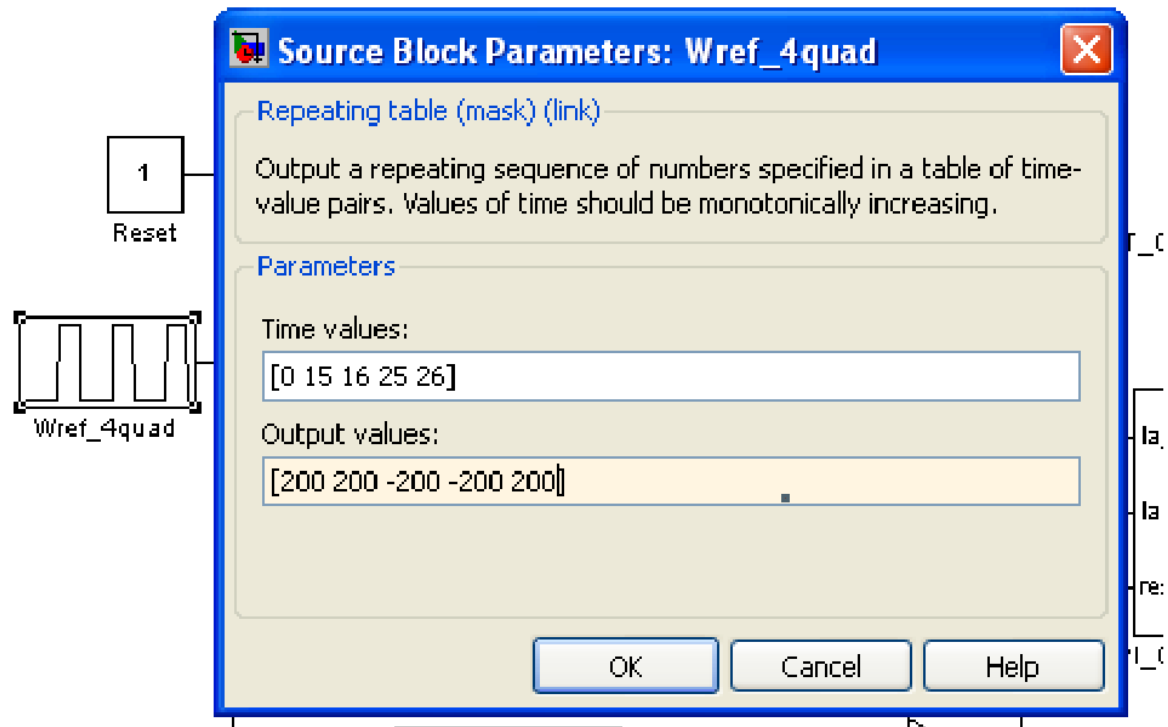 Source Block Parameters: Wref_4quad
Repeating table (mask) (link)
1
Output a repeating sequence of numbers specified in a table of time-
value pairs. Values of time should be monotonically increasing.
Reset
Parameters
Time values:
[0 15 16 25 26]
Wref_4quad
Output values:
[200 200 -200 -200 200]
Ia
Ia
OK
Cancel
Help